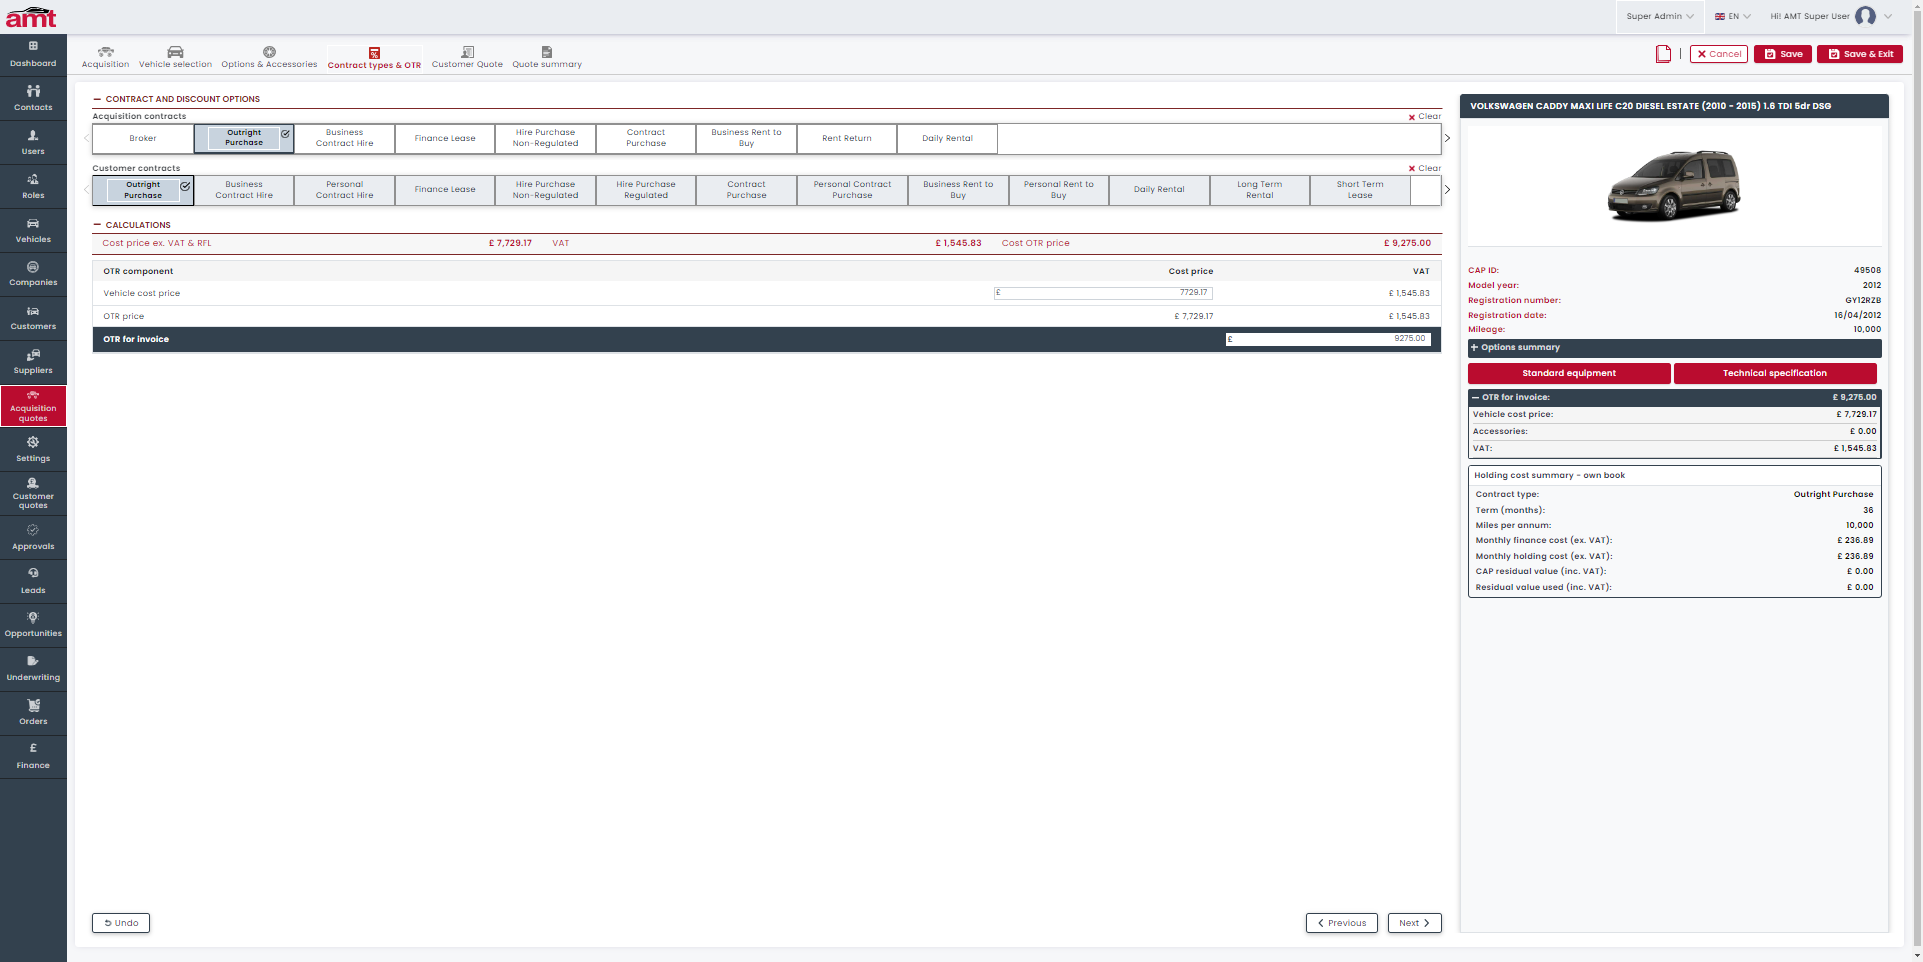 amt
Super Admin
EN
Hi! AMT Super User
Dashboard
Contacts
Users
Roles
Vehicles
Companies
Customers
Suppliers
Acquisition
quotes
Settings
Customer
quotes
Approvals
Leads
Opportunities
Underwriting
Orders
£
Finance
Acquisition
Vehicle selection
Options & Accessories
%
Contract types & OTR
Customer Quote
Quote summary
Cancel
Save
Save & Exit
CONTRACT AND DISCOUNT OPTIONS
Acquisition contracts
Clear
Broker
Outright
Purchase
Business
Contract Hire
Finance Lease
Hire Purchase
Non-Regulated
Contract
Purchase
Business Rent to
Buy
Rent Return
Daily Rental
Customer contracts
Clear
Outright
Purchase
Business
Contract Hire
Personal
Contract Hire
Finance Lease
Hire Purchase
Non-Regulated
Hire Purchase
Regulated
Contract
Purchase
Personal Contract
Purchase
Business Rent to
Buy
Personal Rent to
Buy
Daily Rental
Long Term
Rental
Short Term
Lease
CALCULATIONS
Cost price ex. VAT & RFL £ 7,729.17 VAT £ 1,545.83 Cost OTR price £ 9,275.00
OTR component Cost price VAT
Vehicle cost price £ 7729.17 £ 1,545.83
OTR price £ 7,729.17 £ 1,545.83
OTR for invoice £ 9275.00
Undo
Previous
Next
VOLKSWAGEN CADDY MAXI LIFE C20 DIESEL ESTATE (2010 - 2015) 1.6 TDI 5dr DSG
CAP ID: 49508
Model year: 2012
Registration number: GY12RZB
Registration date: 16/04/2012
Mileage: 10,000
Options summary
Standard equipment
Technical specification
OTR for invoice: £ 9,275.00
Vehicle cost price: £ 7,729.17
Accessories: £ 0.00
VAT: £ 1,545.83
Holding cost summary - own book
Contract type: Outright Purchase
Term (months): 36
Miles per annum: 10,000
Monthly finance cost (ex. VAT): £ 236.89
Monthly holding cost (ex. VAT): £ 236.89
CAP residual value (inc. VAT): £ 0.00
Residual value used (inc. VAT): £ 0.00